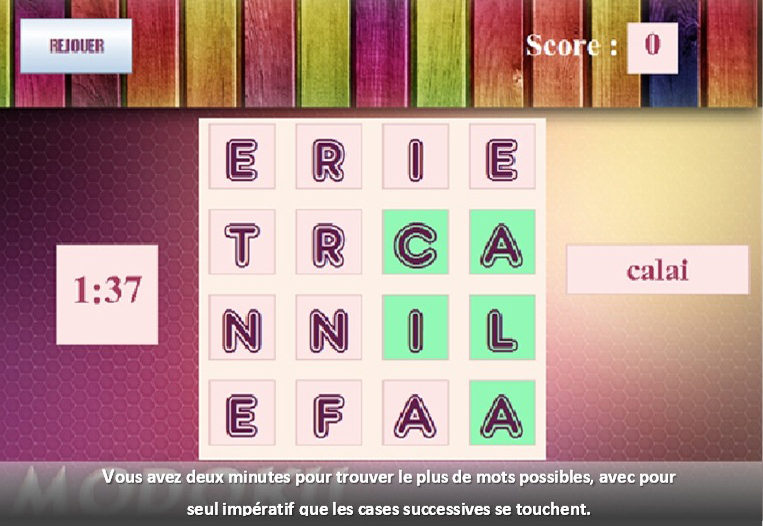 REJOUER
Score : 0
E R I E
T R C A
1:37
calai
N N I L
E F A A
MODOKU
Vous avez deux minutes pour trouver le plus de mots possibles, avec pour
seul impératif que les cases successives se touchent.